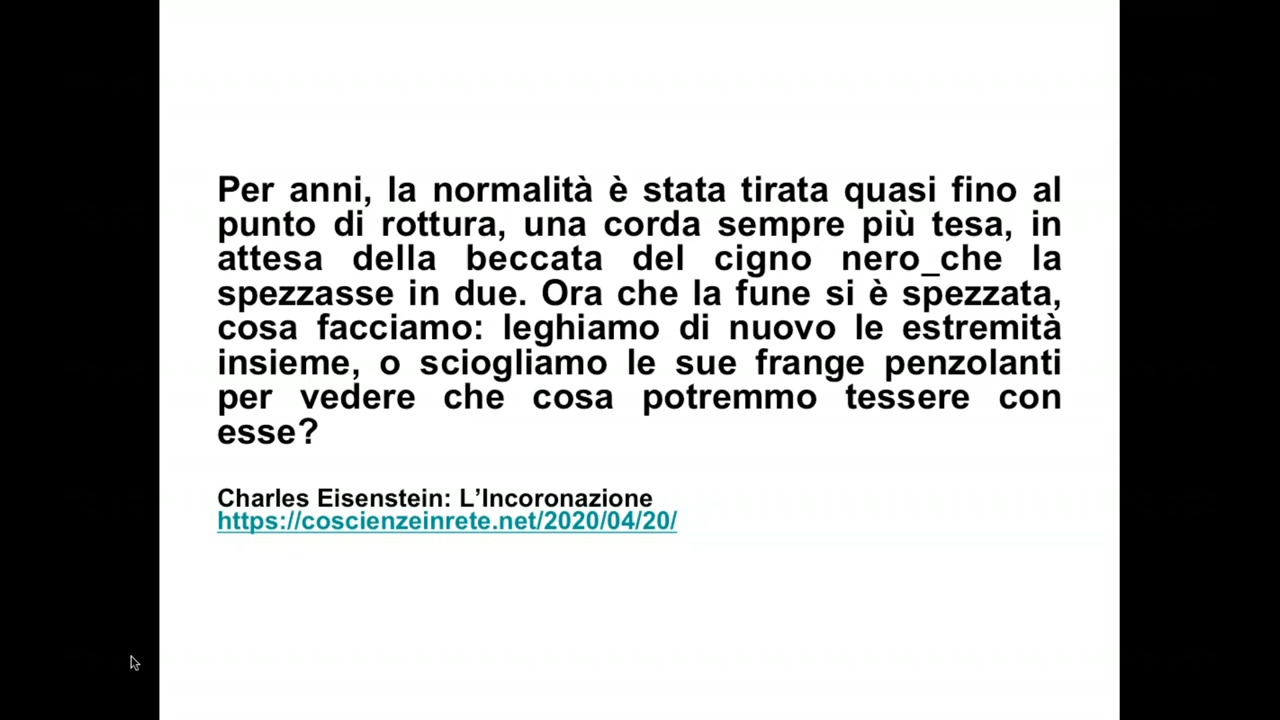 Per anni, la normalità è stata tirata quasi fino al
punto di rottura, una corda sempre più tesa, in
attesa della beccata del cigno nero_che la
spezzasse in due. Ora che la fune si è spezzata,
cosa facciamo: leghiamo di nuovo le estremità
insieme, o sciogliamo le sue frange penzolanti
per vedere che cosa potremmo tessere con
esse?
Charles Eisenstein: L’Incoronazione
https://coscienzeinrete.net/2020/04/20/